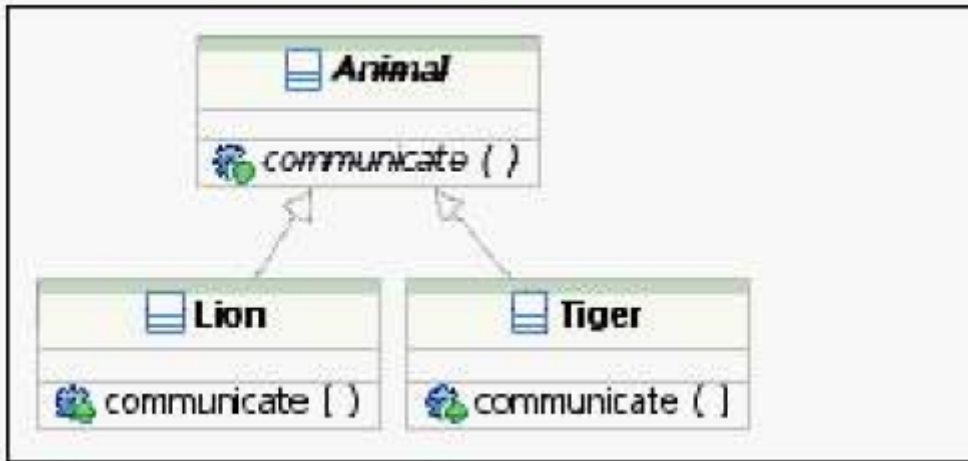 Animal
communicate ( )
Lion
communicate [ )
Tiger
communicate ( ]